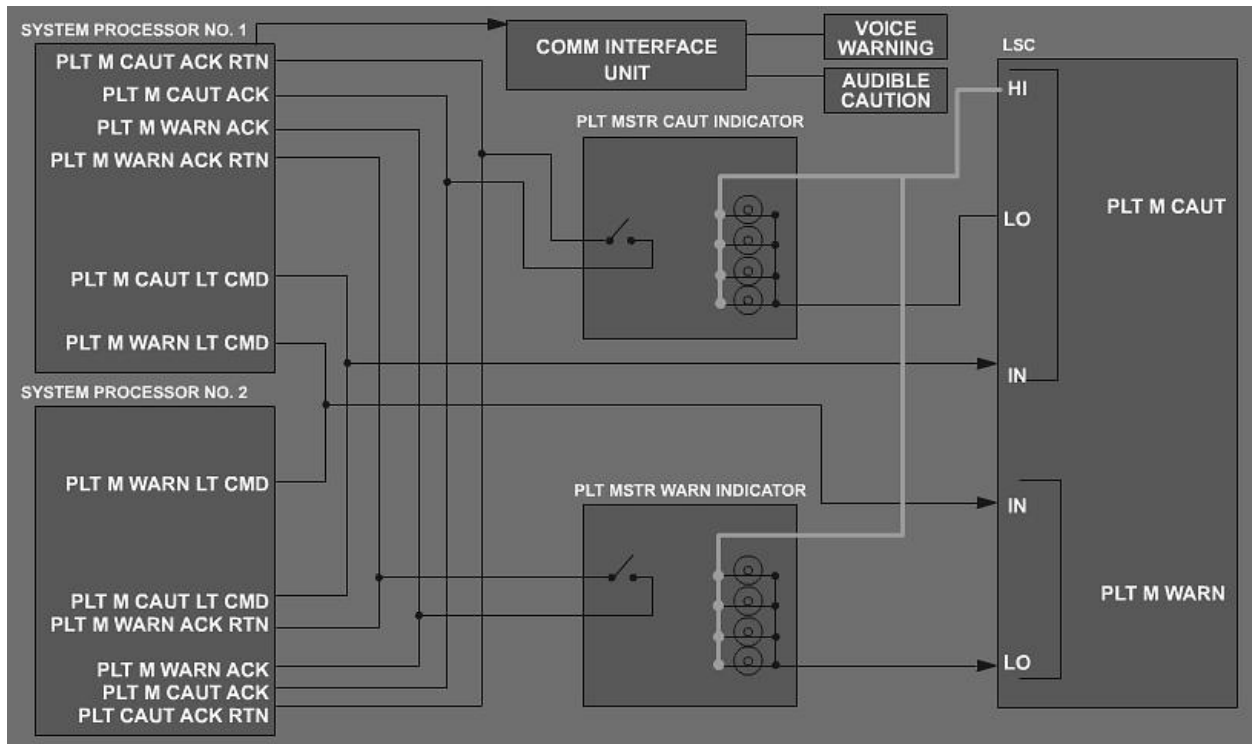 SYSTEM PROCESSOR NO. 1
PLT M CAUT ACK RTN
PLT M CAUT ACK
PLT M WARN ACK
PLT M WARN ACK RTN
PLT M CAUT LT CMD
PLT M WARN LT CMD
SYSTEM PROCESSOR NO. 2
PLT M WARN LT CMD
PLT M CAUT LT CMD
PLT M WARN ACK RTN
PLT M WARN ACK
PLT M CAUT ACK
PLT CAUT ACK RTN
COMM INTERFACE
UNIT
VOICE
WARNING
AUDIBLE
CAUTION
PLT MSTR CAUT INDICATOR
PLT MSTR WARN INDICATOR
LSC
HI
LO
IN
PLT M CAUT
IN
LO
PLT M WARN